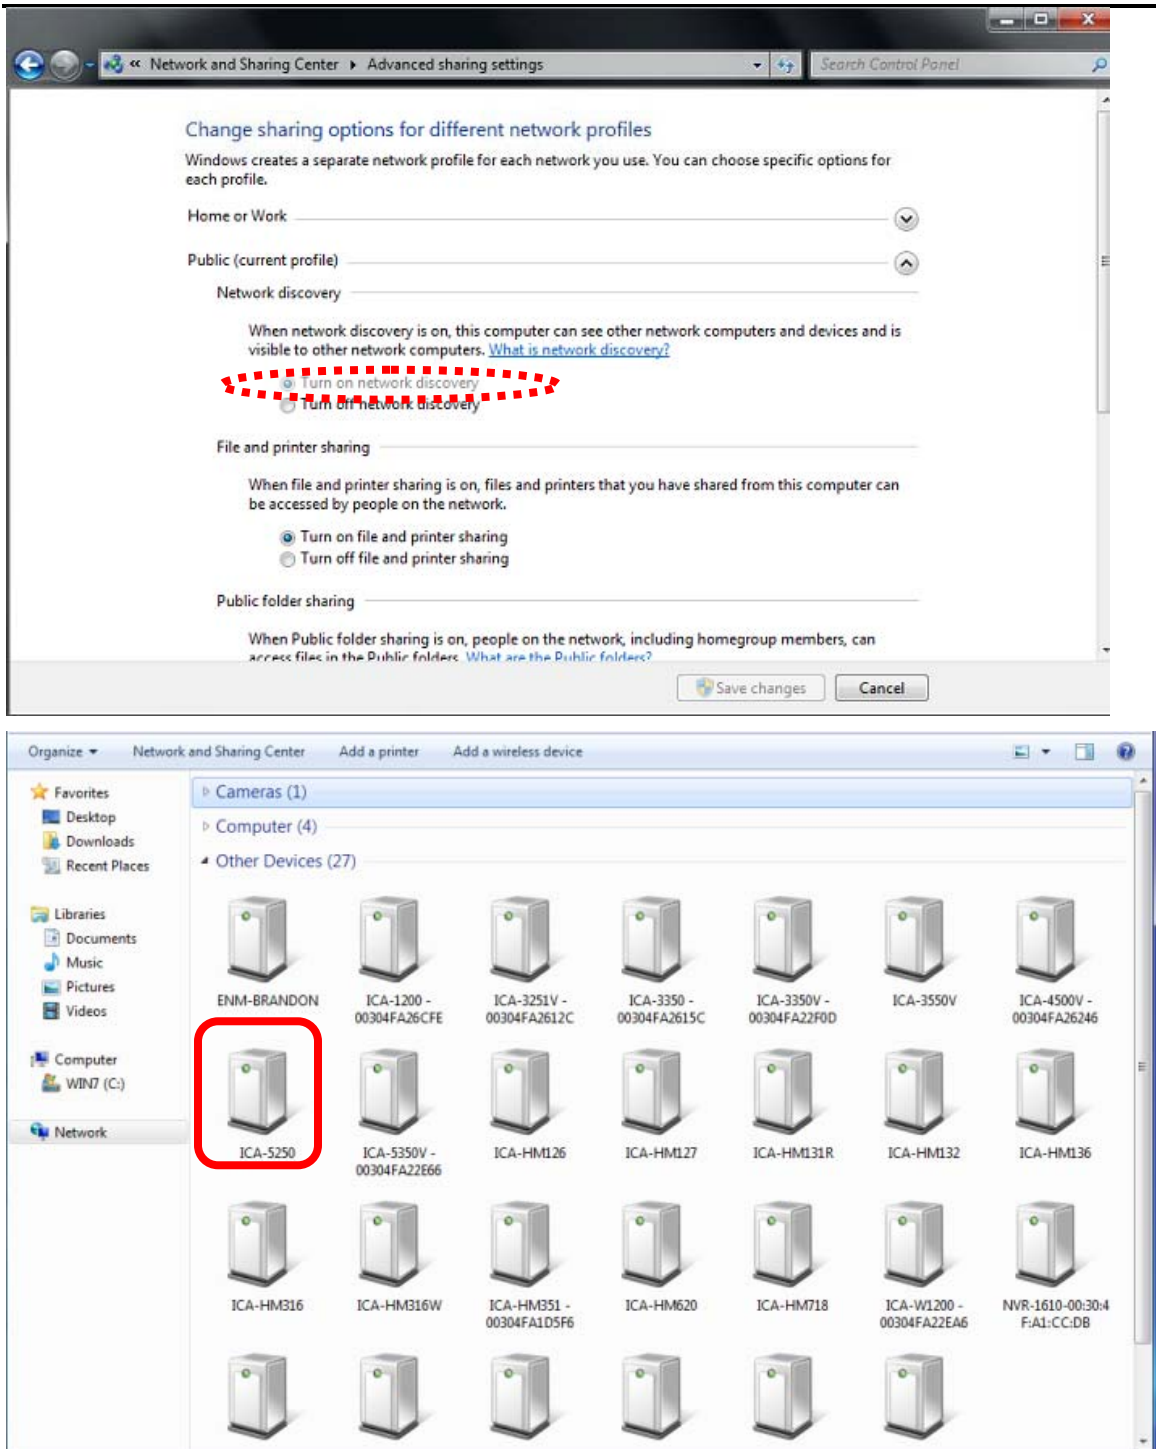 « Network and Sharing Center ▸ Advanced sharing settings
Search Control Panel
Change sharing options for different network profiles
Windows creates a separate network profile for each network you use. You can choose specific options for
each profile.
Home or Work
Public (current profile)
Network discovery
When network discovery is on, this computer can see other network computers and devices and is
visible to other network computers. What is network discovery?
Turn on network discovery
Turn off network discovery
File and printer sharing
When file and printer sharing is on, files and printers that you have shared from this computer can
be accessed by people on the network.
Turn on file and printer sharing
Turn off file and printer sharing
Public folder sharing
When Public folder sharing is on, people on the network, including homegroup members, can
access files in the Public folders. What are the Public folders?
Save changes
Cancel
Organize
Network and Sharing Center
Add a printer
Add a wireless device
Favorites
Desktop
Downloads
Recent Places
Libraries
Documents
Music
Pictures
Videos
Computer
WIN7 (C:)
Network
Cameras (1)
Computer (4)
Other Devices (27)
ENM-BRANDON
ICA-1200 -
00304FA26CFE
ICA-3251V -
00304FA2612C
ICA-3350 -
00304FA2615C
ICA-3350V -
00304FA22F0D
ICA-3550V
ICA-4500V -
00304FA26246
ICA-5250
ICA-5350V -
00304FA22E66
ICA-HM126
ICA-HM127
ICA-HM131R
ICA-HM132
ICA-HM136
ICA-HM316
ICA-HM316W
ICA-HM351 -
00304FA1D5F6
ICA-HM620
ICA-HM718
ICA-W1200 -
00304FA22EA6
NVR-1610-00:30:4
F:A1:CC:DB